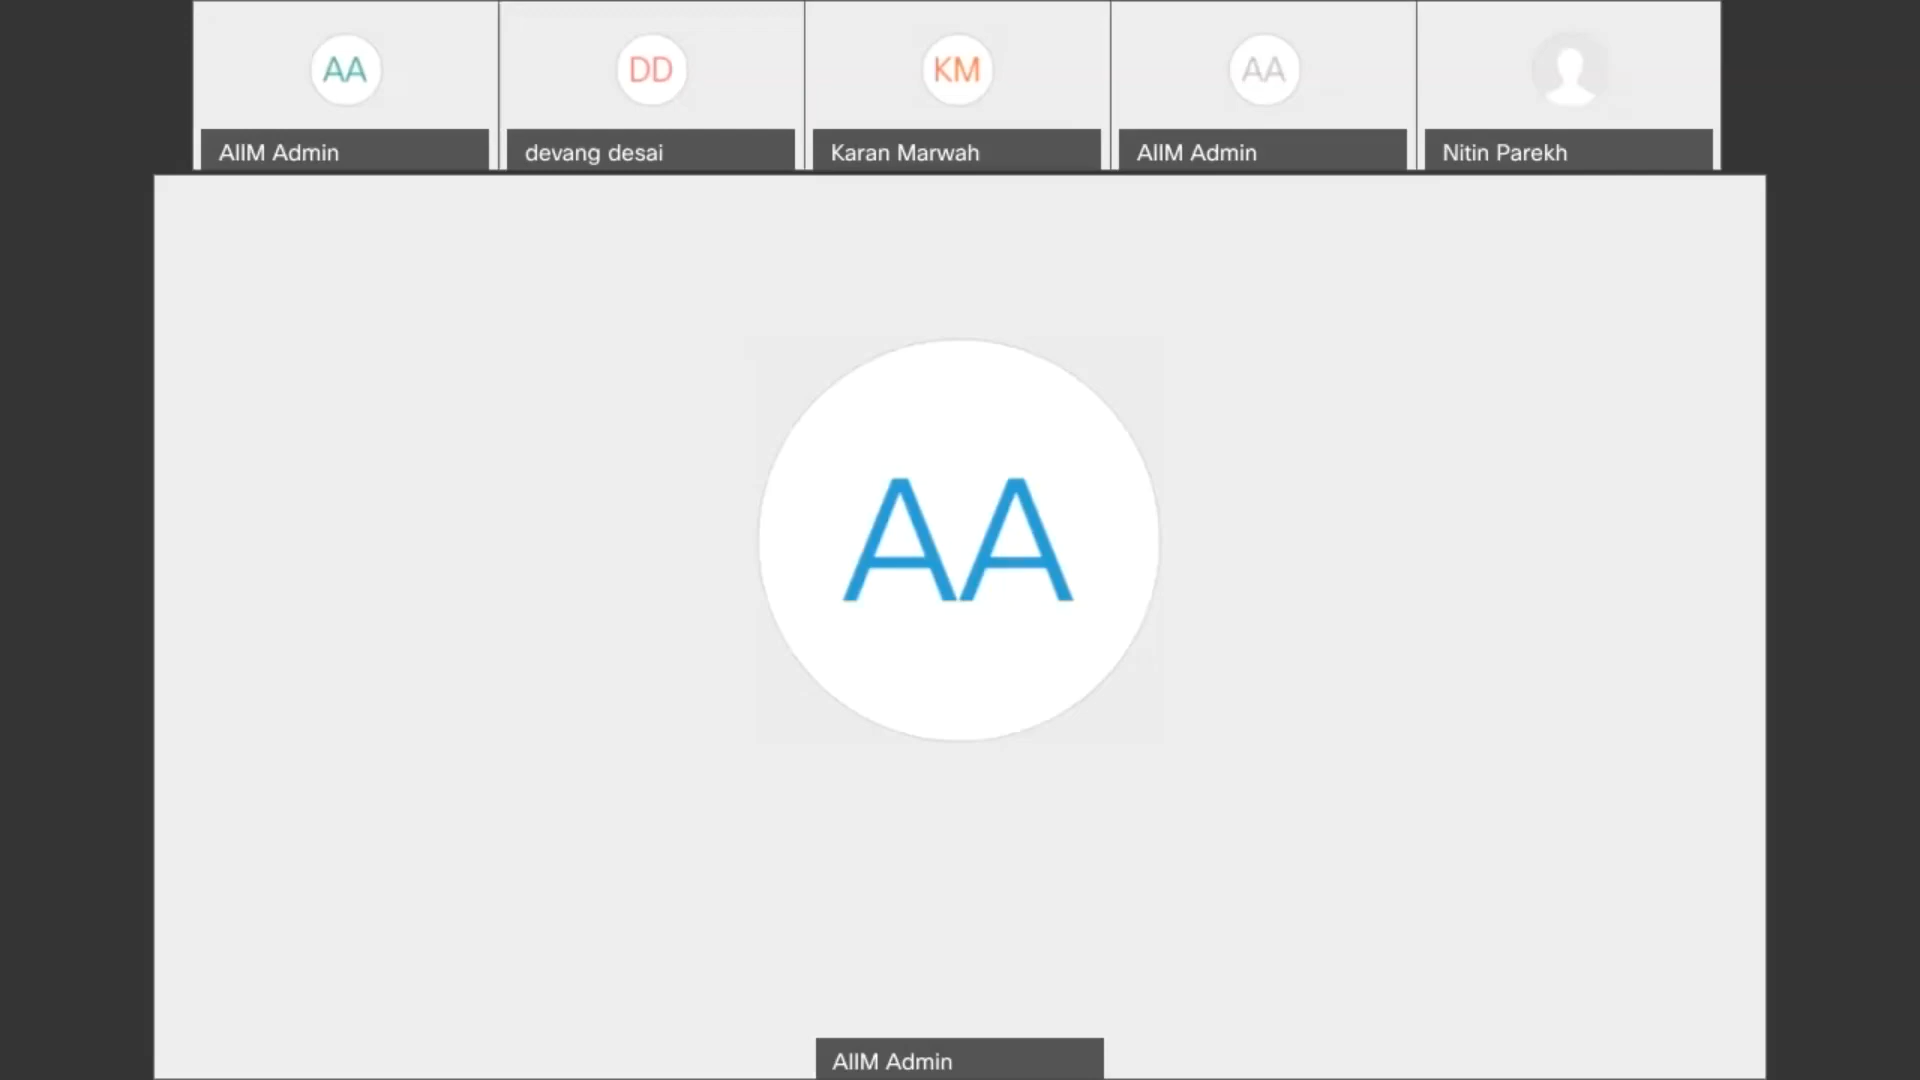 AA
DD
KM
AA
AIIM Admin
devang desai
Karan Marwah
AIIM Admin
Nitin Parekh
AA
AIIM Admin